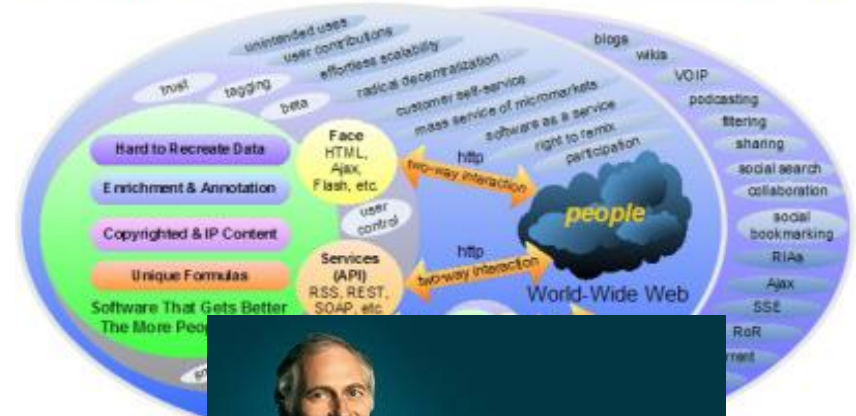 unintended uses
user contributions
effortless scalability
radical decentralization
customer self-service
mass service of micromarkets
software as a service
right to remix
participation
trust
tagging
beta
blogs
wikis
VOIP
podcasting
filtering
sharing
social search
collaboration
social
bookmarking
RIAs
Ajax
SSE
RoR
Hard to Recreate Data
Enrichment & Annotation
Copyrighted & IP Content
Unique Formulas
Software That Gets Better
The More
Face
HTML,
Ajax,
Flash, etc.
user
control
Services
(API)
RSS, REST,
SOAP, etc
http
two-way interaction
people
http
two-way interaction
World-Wide Web